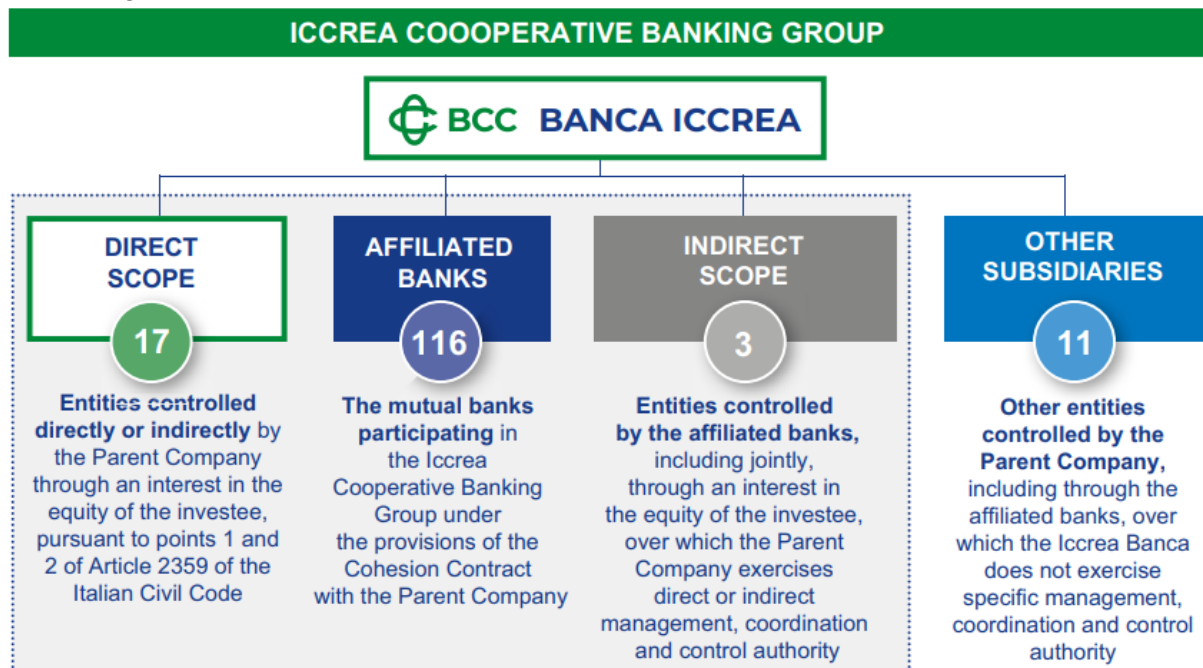 ICCREA COOOPERATIVE BANKING GROUP
BCC BANCA ICCREA
DIRECT
SCOPE
17
Entities controlled
directly or indirectly by
the Parent Company
through an interest in the
equity of the investee,
pursuant to points 1 and
2 of Article 2359 of the
Italian Civil Code
AFFILIATED
BANKS
116
The mutual banks
participating in
the Iccrea
Cooperative Banking
Group under
the provisions of the
Cohesion Contract
with the Parent Company
INDIRECT
SCOPE
3
Entities controlled
by the affiliated banks,
including jointly,
through an interest in
the equity of the investee,
over which the Parent
Company exercises
direct or indirect
management, coordination
and control authority
OTHER
SUBSIDIARIES
11
Other entities
controlled by the
Parent Company,
including through the
affiliated banks, over
which the Iccrea Banca
does not exercise
specific management,
coordination and control
authority